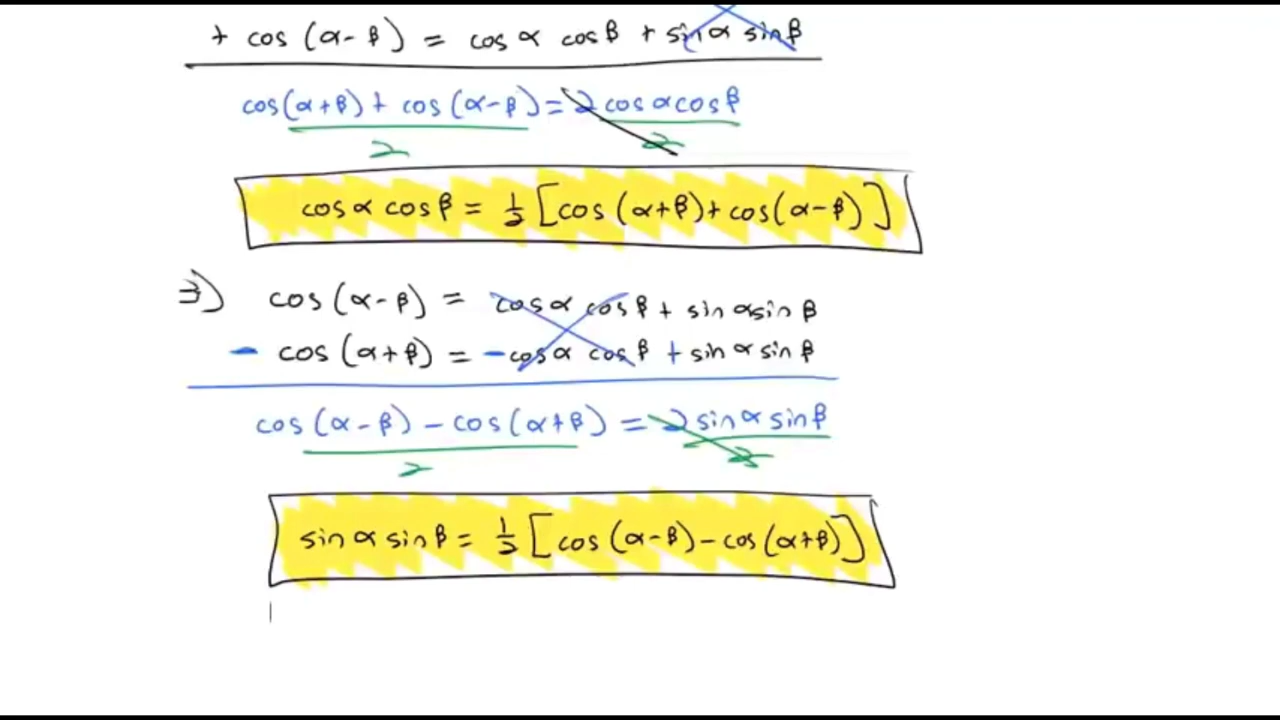 + cos (α-β) = cos α cos β + sin α sin β
cos(α+β) + cos (α-β) = 2 cos α cos β
2 2
cos α cos β = 1/2 [cos (α+β) + cos(α-β)]
3) cos (α-β) = cos α cos β + sin α sin β
- cos (α+β) = -cos α cos β + sin α sin β
cos (α-β) - cos (α+β) = 2 sin α sin β
2 2
sin α sin β = 1/2 [cos (α-β) - cos (α+β)]